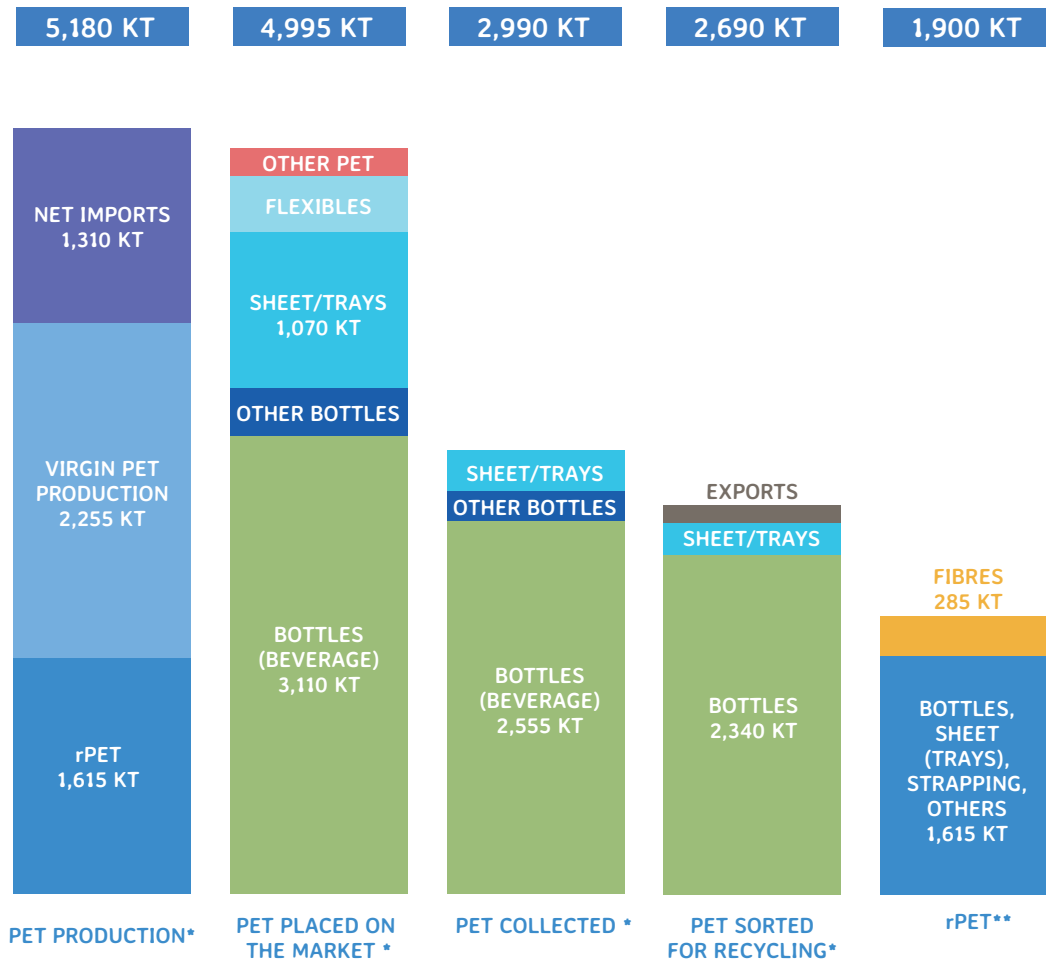 5,180 KT
4,995 KT
2,990 KT
2,690 KT
1,900 KT
NET IMPORTS
1,310 KT
VIRGIN PET
PRODUCTION
2,255 KT
rPET
1,615 KT
PET PRODUCTION*
OTHER PET
FLEXIBLES
SHEET/TRAYS
1,070 KT
OTHER BOTTLES
BOTTLES
(BEVERAGE)
3,110 KT
PET PLACED ON
THE MARKET *
SHEET/TRAYS
OTHER BOTTLES
BOTTLES
(BEVERAGE)
2,555 KT
PET COLLECTED *
EXPORTS
SHEET/TRAYS
BOTTLES
2,340 KT
PET SORTED
FOR RECYCLING*
FIBRES
285 KT
BOTTLES,
SHEET
(TRAYS),
STRAPPING,
OTHERS
1,615 KT
rPET**